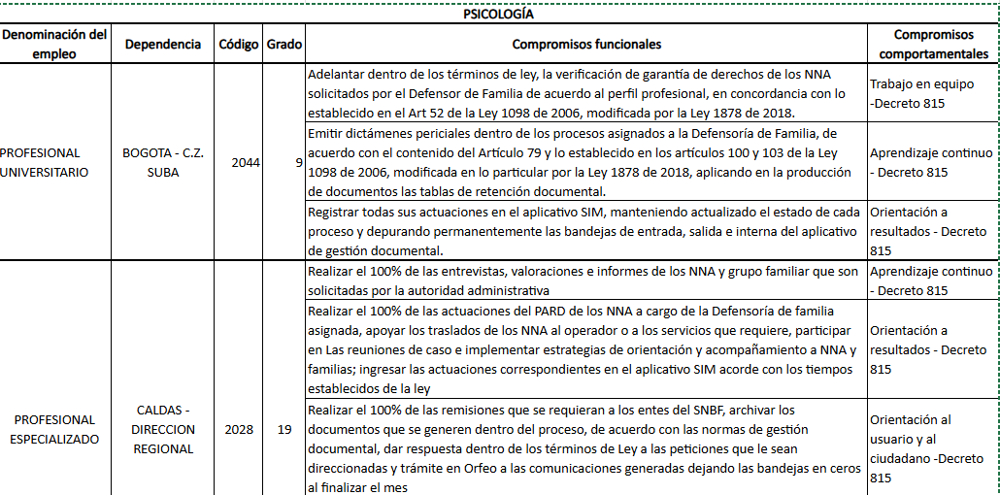 PSICOLOGÍA
Denominación del
empleo
Dependencia
Código
Grado
Compromisos funcionales
Compromisos
comportamentales
PROFESIONAL
UNIVERSITARIO
BOGOTA - C.Z.
SUBA
2044
9
Adelantar dentro de los términos de ley, la verificación de garantía de derechos de los NNA
solicitados por el Defensor de Familia de acuerdo al perfil profesional, en concordancia con lo
establecido en el Art 52 de la Ley 1098 de 2006, modificada por la Ley 1878 de 2018.
Trabajo en equipo
-Decreto 815
Emitir dictámenes periciales dentro de los procesos asignados a la Defensoría de Familia, de
acuerdo con el contenido del Artículo 79 y lo establecido en los artículos 100 y 103 de la Ley
1098 de 2006, modificada en lo particular por la Ley 1878 de 2018, aplicando en la producción
de documentos las tablas de retención documental.
Aprendizaje continuo
- Decreto 815
Registrar todas sus actuaciones en el aplicativo SIM, manteniendo actualizado el estado de cada
proceso y depurando permanentemente las bandejas de entrada, salida e interna del aplicativo
de gestión documental.
Orientación a
resultados - Decreto
815
PROFESIONAL
ESPECIALIZADO
CALDAS -
DIRECCION
REGIONAL
2028
19
Realizar el 100% de las entrevistas, valoraciones e informes de los NNA y grupo familiar que son
solicitadas por la autoridad administrativa
Aprendizaje continuo
- Decreto 815
Realizar el 100% de las actuaciones del PARD de los NNA a cargo de la Defensoría de familia
asignada, apoyar los traslados de los NNA al operador o a los servicios que requiere, participar
en Las reuniones de caso e implementar estrategias de orientación y acompañamiento a NNA y
familias; ingresar las actuaciones correspondientes en el aplicativo SIM acorde con los tiempos
establecidos de la ley
Orientación a
resultados - Decreto
815
Realizar el 100% de las remisiones que se requieran a los entes del SNBF, archivar los
documentos que se generen dentro del proceso, de acuerdo con las normas de gestión
documental, dar respuesta dentro de los términos de Ley a las peticiones que le sean
direccionadas y trámite en Orfeo a las comunicaciones generadas dejando las bandejas en ceros
al finalizar el mes
Orientación al
usuario y al
ciudadano -Decreto
815